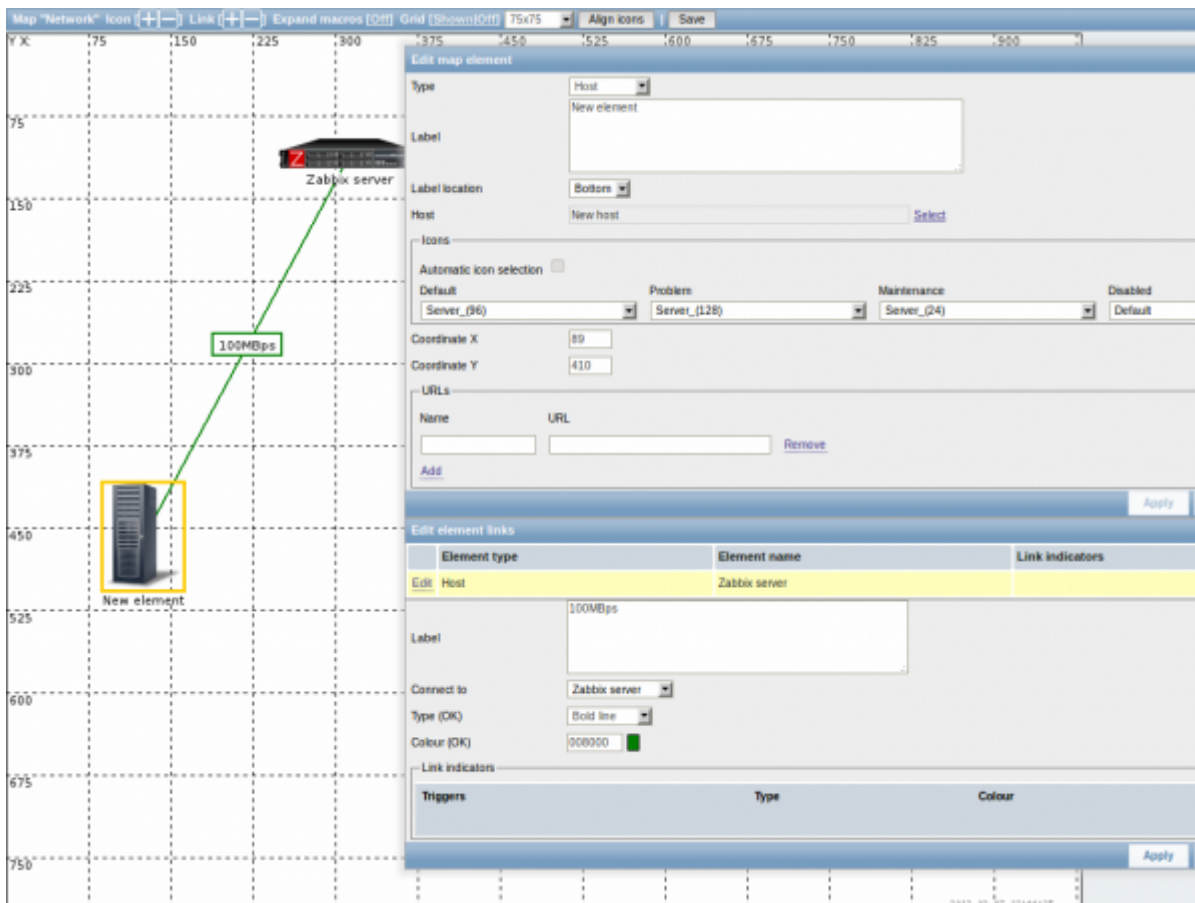 Map "Network" Icon [+|-] Link [+|-] Expand macros [Off] Grid [Shown|Off] 75x75 Align icons | Save
Y X: 75 150 225 300 375 450 525 600 675 750 825 900
Edit map element
Type Host
75
Label New element
Zabbix server
Label location Bottom
150
Host New host Select
Icons
Automatic icon selection
225
Default Problem Maintenance Disabled
Server_(96) Server_(128) Server_(24) Default
100MBps
Coordinate X 89
300
Coordinate Y 410
URLs
Name URL
375
Remove
Add
Apply
450
Edit element links
Element type Element name Link indicators
Edit Host Zabbix server
New element
525
Label 100MBps
Connect to Zabbix server
600
Type (OK) Bold line
Colour (OK) 008000
Link indicators
675
Triggers Type Colour
Apply
750